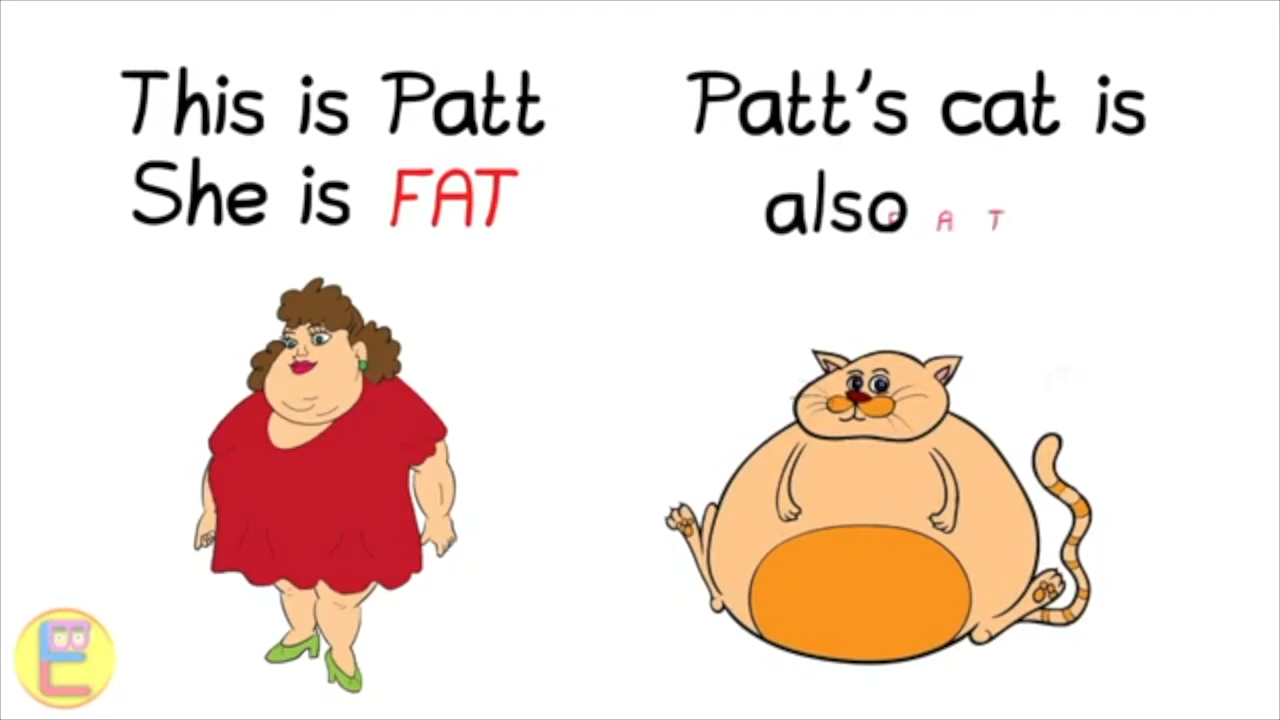 This is Patt
She is FAT
Patt's cat is
also F A T